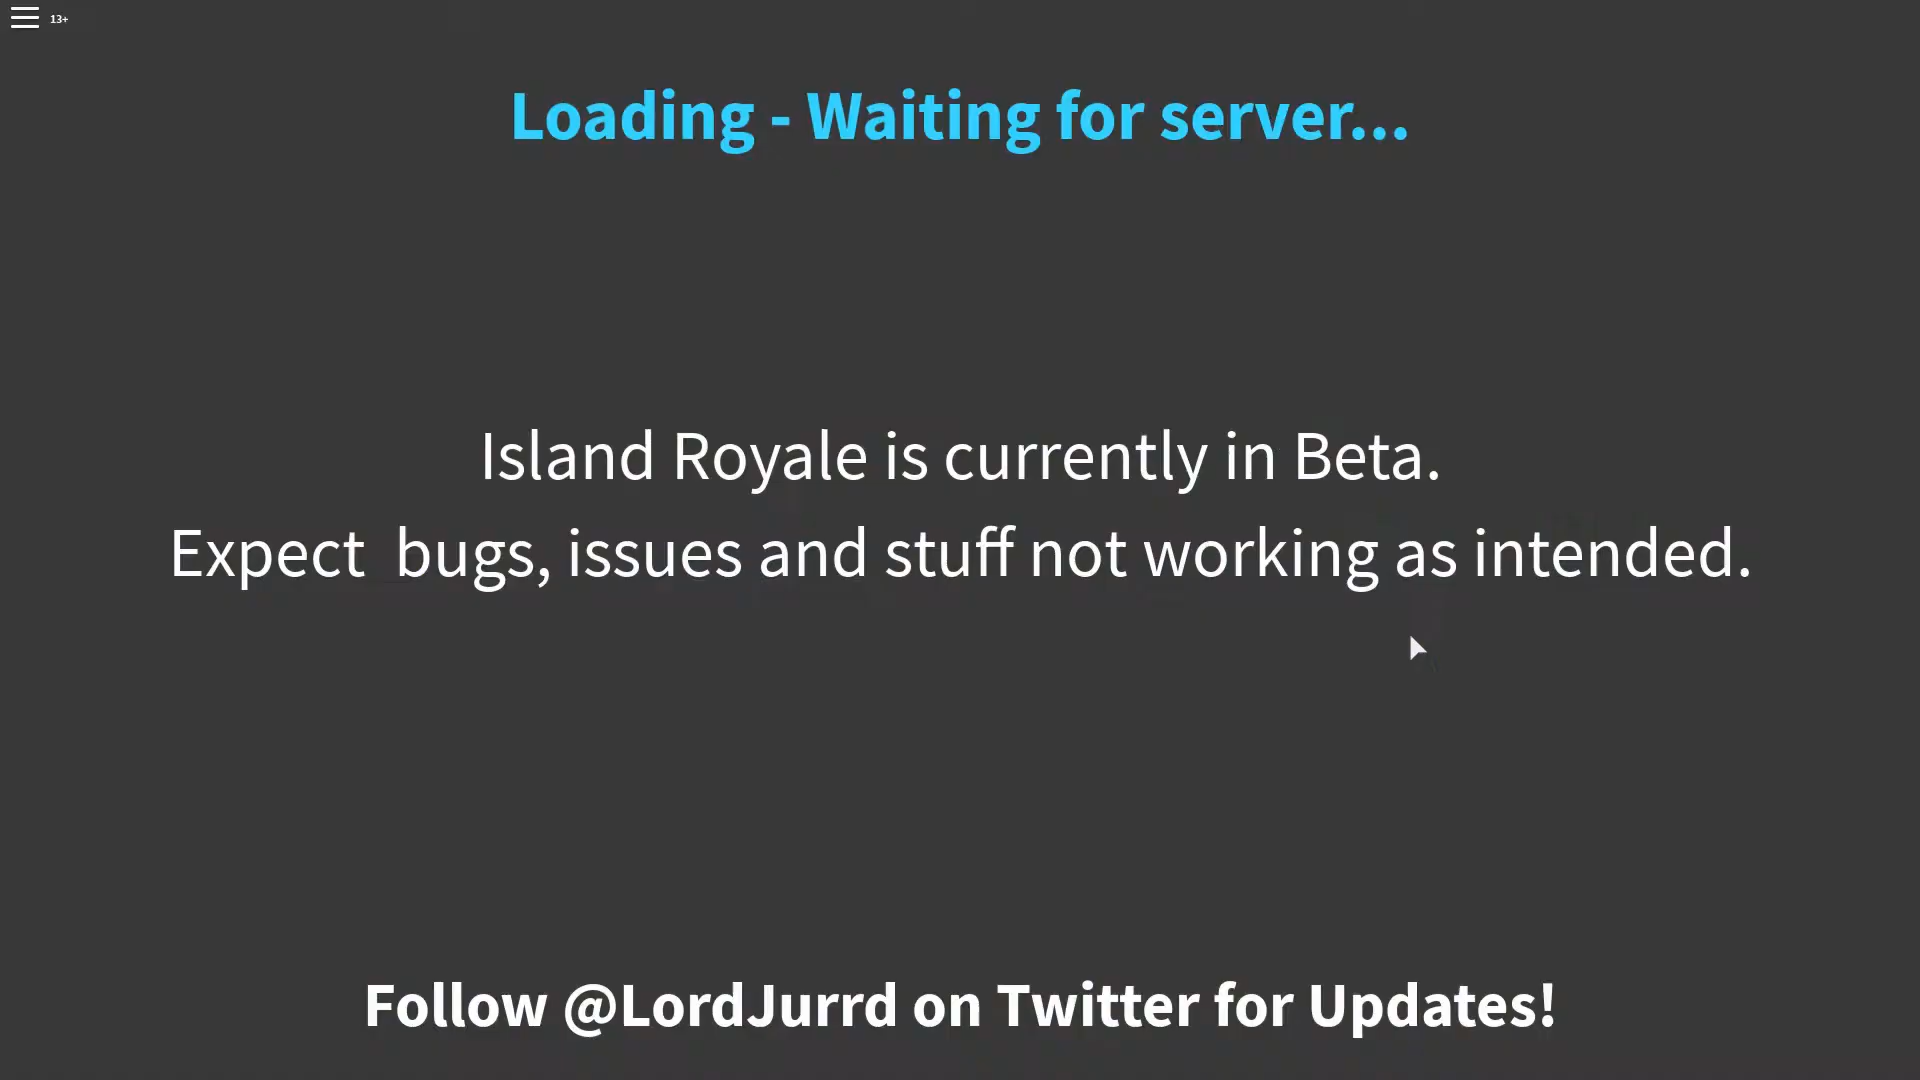 13+
Loading - Waiting for server...
Island Royale is currently in Beta.
Expect  bugs, issues and stuff not working as intended.
Follow @LordJurrd on Twitter for Updates!